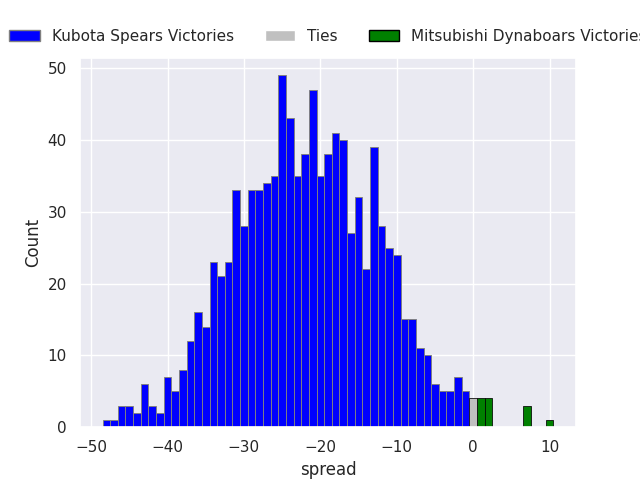 Kubota Spears Victories Ties Mitsubishi Dynaboars Victories
50
40
30
20
10
0
Count
−50 −40 −30 −20 −10 0 10
spread